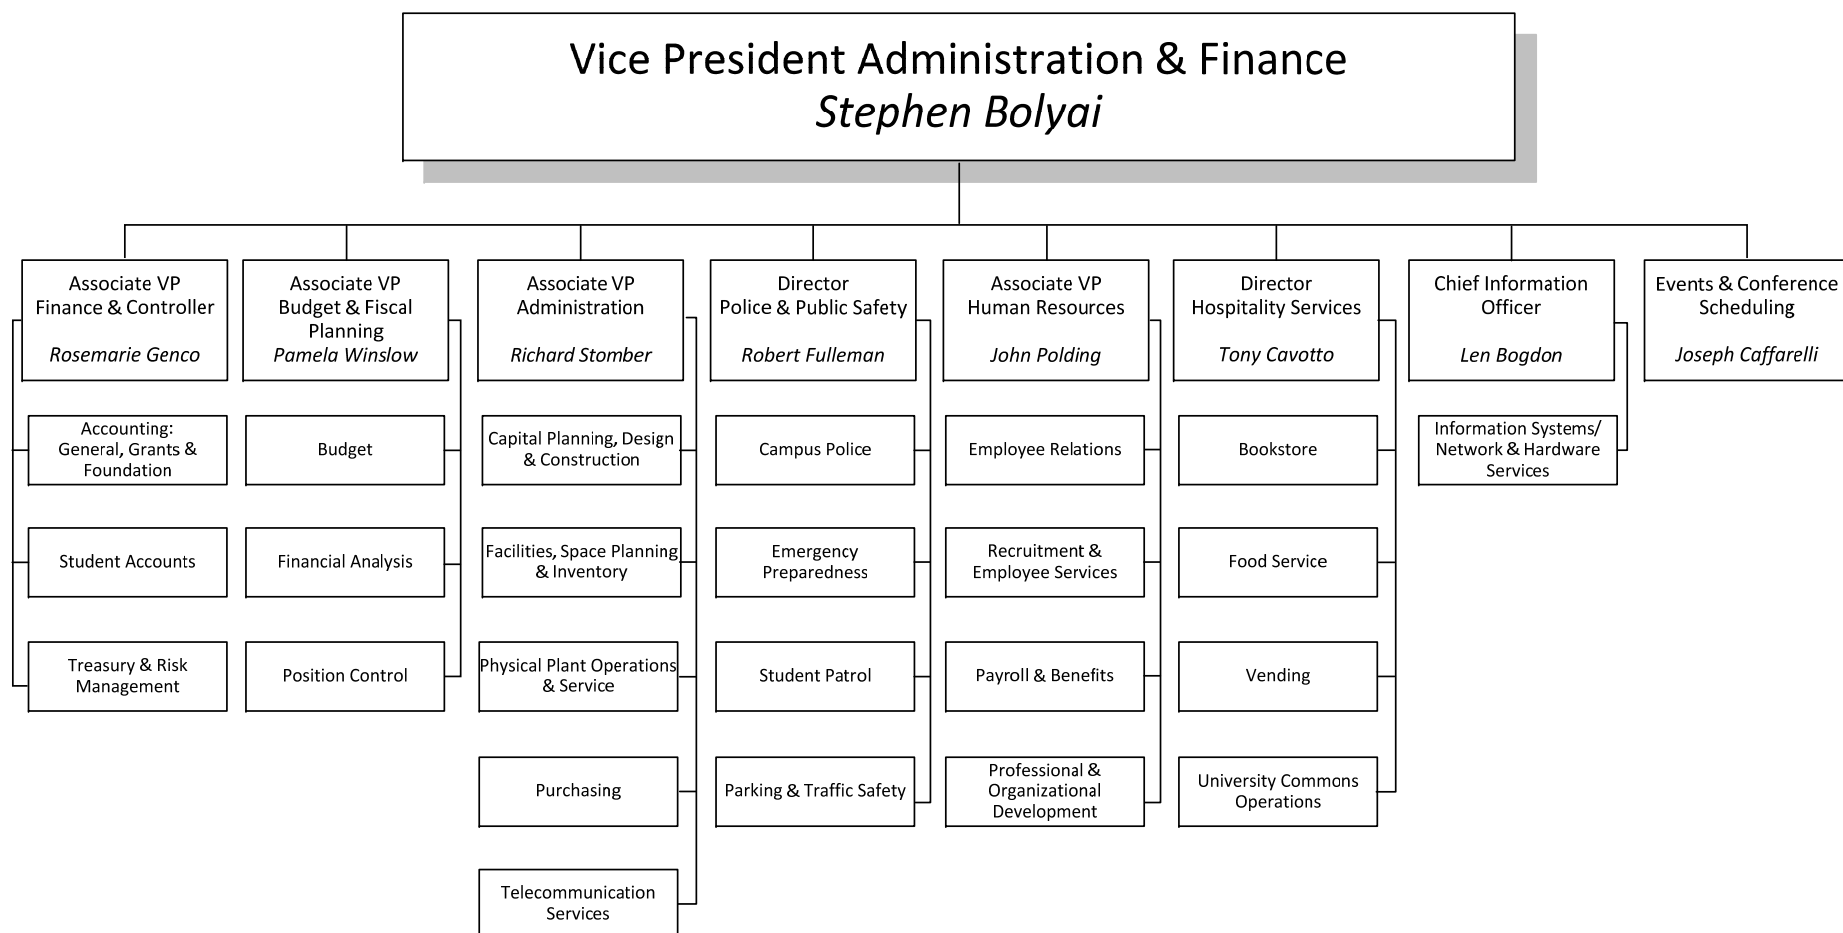 Vice President Administration & Finance
Stephen Bolyai
Associate VP
Finance & Controller
Rosemarie Genco
Associate VP
Budget & Fiscal
Planning
Pamela Winslow
Associate VP
Administration
Richard Stomber
Director
Police & Public Safety
Robert Fulleman
Associate VP
Human Resources
John Polding
Director
Hospitality Services
Tony Cavotto
Chief Information
Officer
Len Bogdon
Events & Conference
Scheduling
Joseph Caffarelli
Accounting:
General, Grants &
Foundation
Budget
Capital Planning, Design
& Construction
Campus Police
Employee Relations
Bookstore
Information Systems/
Network & Hardware
Services
Student Accounts
Financial Analysis
Facilities, Space Planning
& Inventory
Emergency
Preparedness
Recruitment &
Employee Services
Food Service
Treasury & Risk
Management
Position Control
Physical Plant Operations
& Service
Student Patrol
Payroll & Benefits
Vending
Purchasing
Parking & Traffic Safety
Professional &
Organizational
Development
University Commons
Operations
Telecommunication
Services